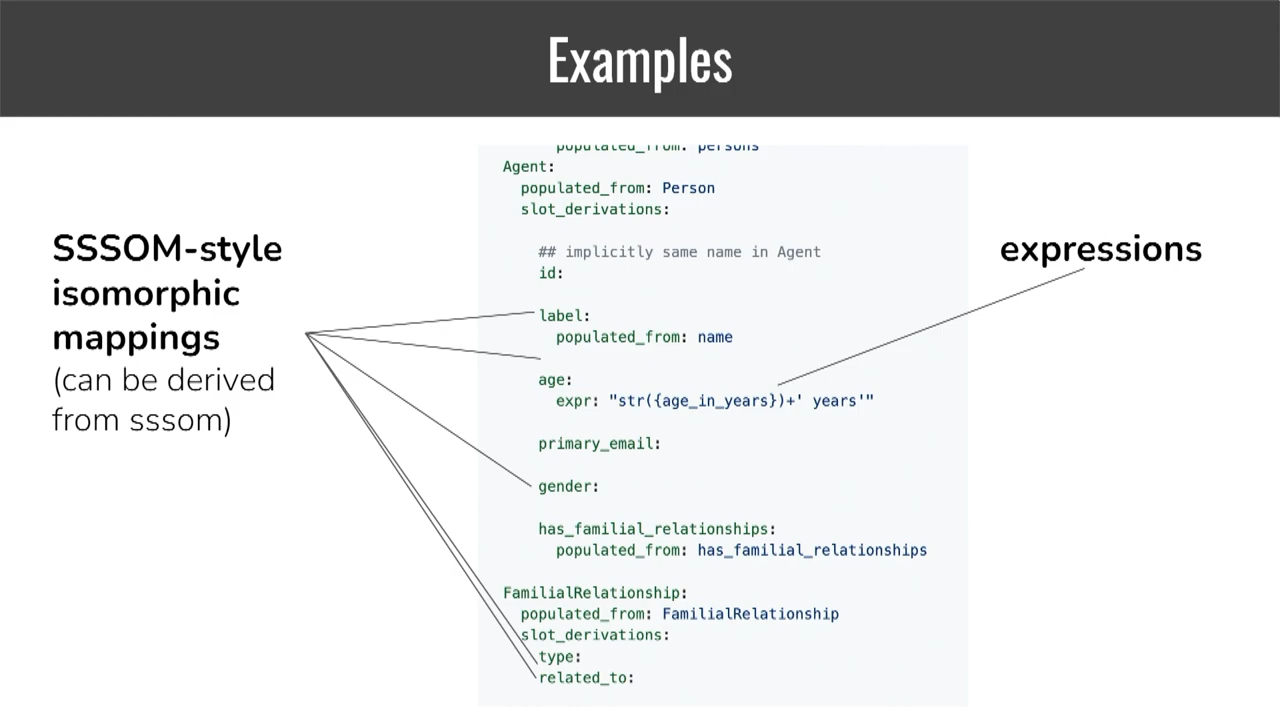 Examples
SSSOM-style
isomorphic
mappings
(can be derived
from sssom)
populated_from: persons
Agent:
populated_from: Person
slot_derivations:
## implicitly same name in Agent
id:
label:
populated_from: name
age:
expr: "str({age_in_years})+' years'"
primary_email:
gender:
has_familial_relationships:
populated_from: has_familial_relationships
FamilialRelationship:
populated_from: FamilialRelationship
slot_derivations:
type:
related_to:
expressions